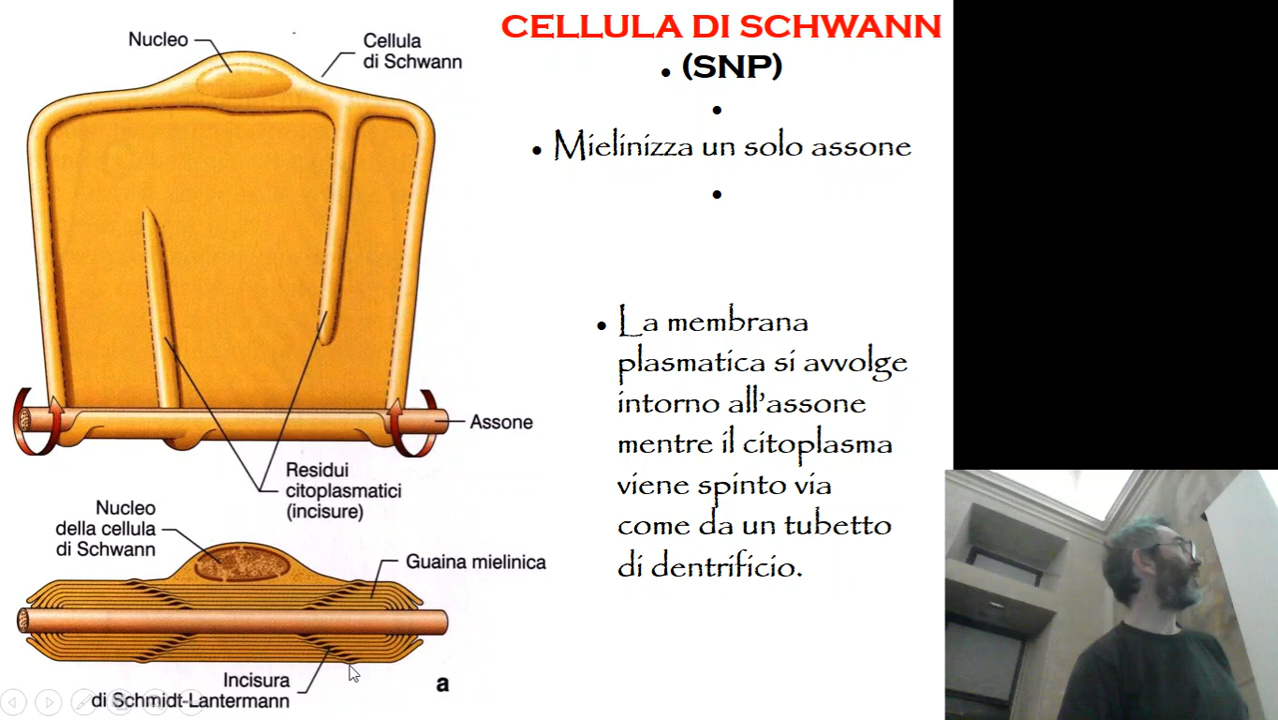 CELLULA DI SCHWANN
• (SNP)
•
• Mielinizza un solo assone
•
• La membrana
plasmatica si avvolge
intorno all'assone
mentre il citoplasma
viene spinto via
come da un tubetto
di dentrificio.
Nucleo
Cellula
di Schwann
Assone
Residui
citoplasmatici
(incisure)
Nucleo
della cellula
di Schwann
Guaina mielinica
Incisura
di Schmidt-Lantermann
a